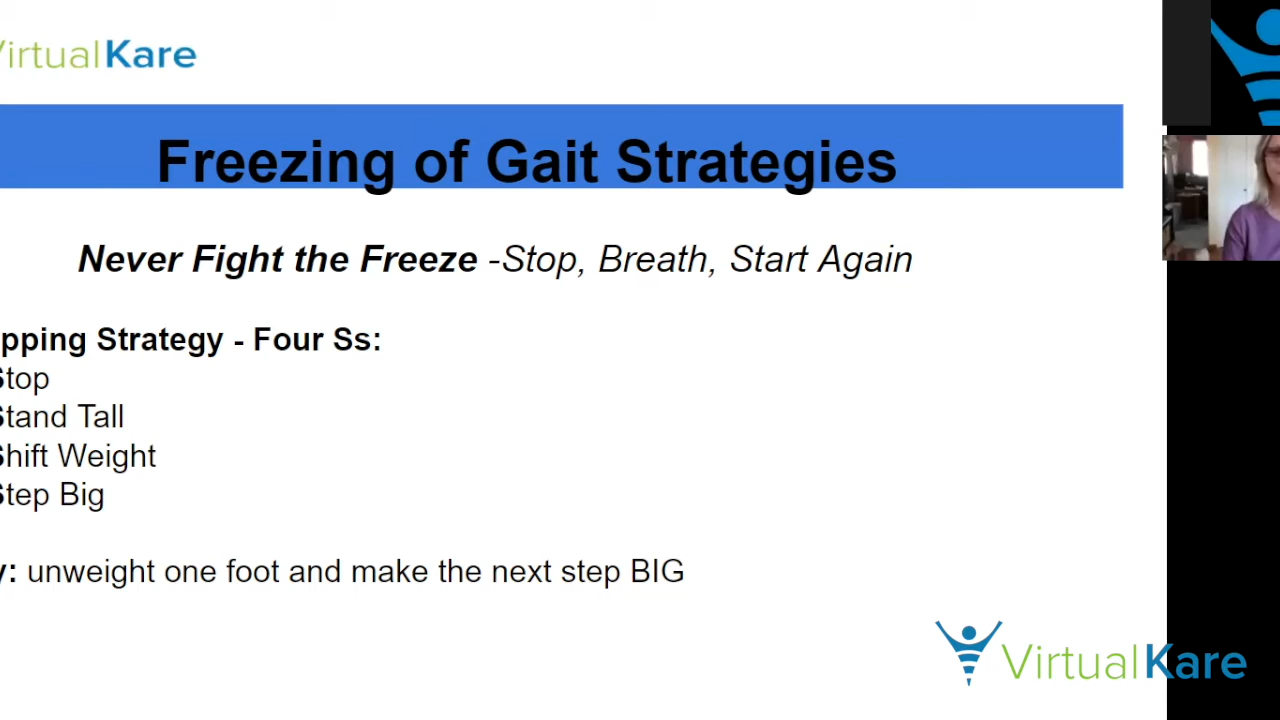 VirtualKare
Freezing of Gait Strategies
Never Fight the Freeze -Stop, Breath, Start Again
pping Strategy - Four Ss:
Stop
Stand Tall
Shift Weight
Step Big
y: unweight one foot and make the next step BIG
VirtualKare